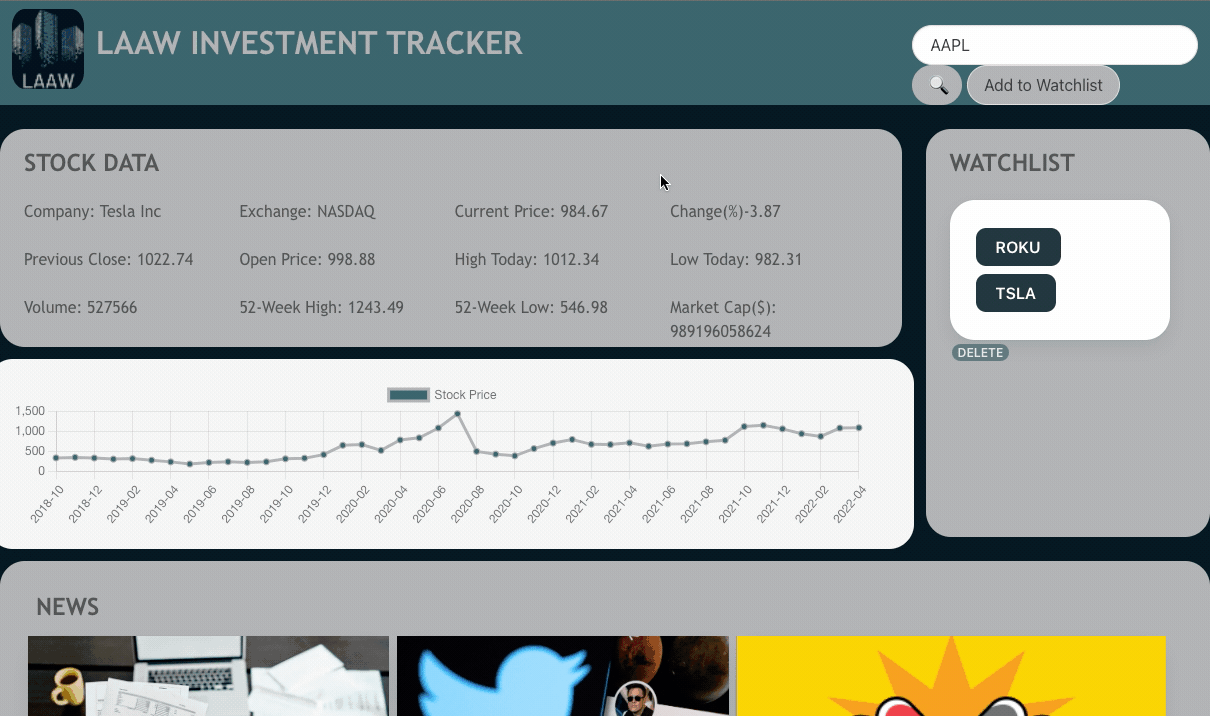 LAAW
LAAW INVESTMENT TRACKER
AAPL
Add to Watchlist
STOCK DATA
Company: Tesla Inc
Exchange: NASDAQ
Current Price: 984.67
Change(%)-3.87
Previous Close: 1022.74
Open Price: 998.88
High Today: 1012.34
Low Today: 982.31
Volume: 527566
52-Week High: 1243.49
52-Week Low: 546.98
Market Cap($):
989196058624
WATCHLIST
ROKU
TSLA
DELETE
Stock Price
1,500
1,000
500
0
2018-10
2018-12
2019-02
2019-04
2019-06
2019-08
2019-10
2019-12
2020-02
2020-04
2020-06
2020-08
2020-10
2020-12
2021-02
2021-04
2021-06
2021-08
2021-10
2021-12
2022-02
2022-04
NEWS